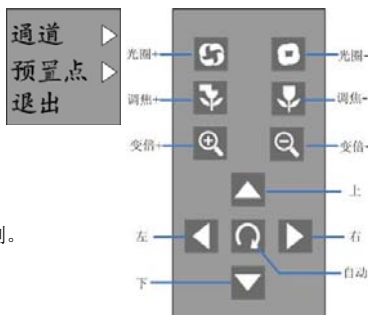 通道
预置点
退出
光圈+
光圈-
调焦+
调焦-
变倍+
变倍-
上
左
右
。
自动
下